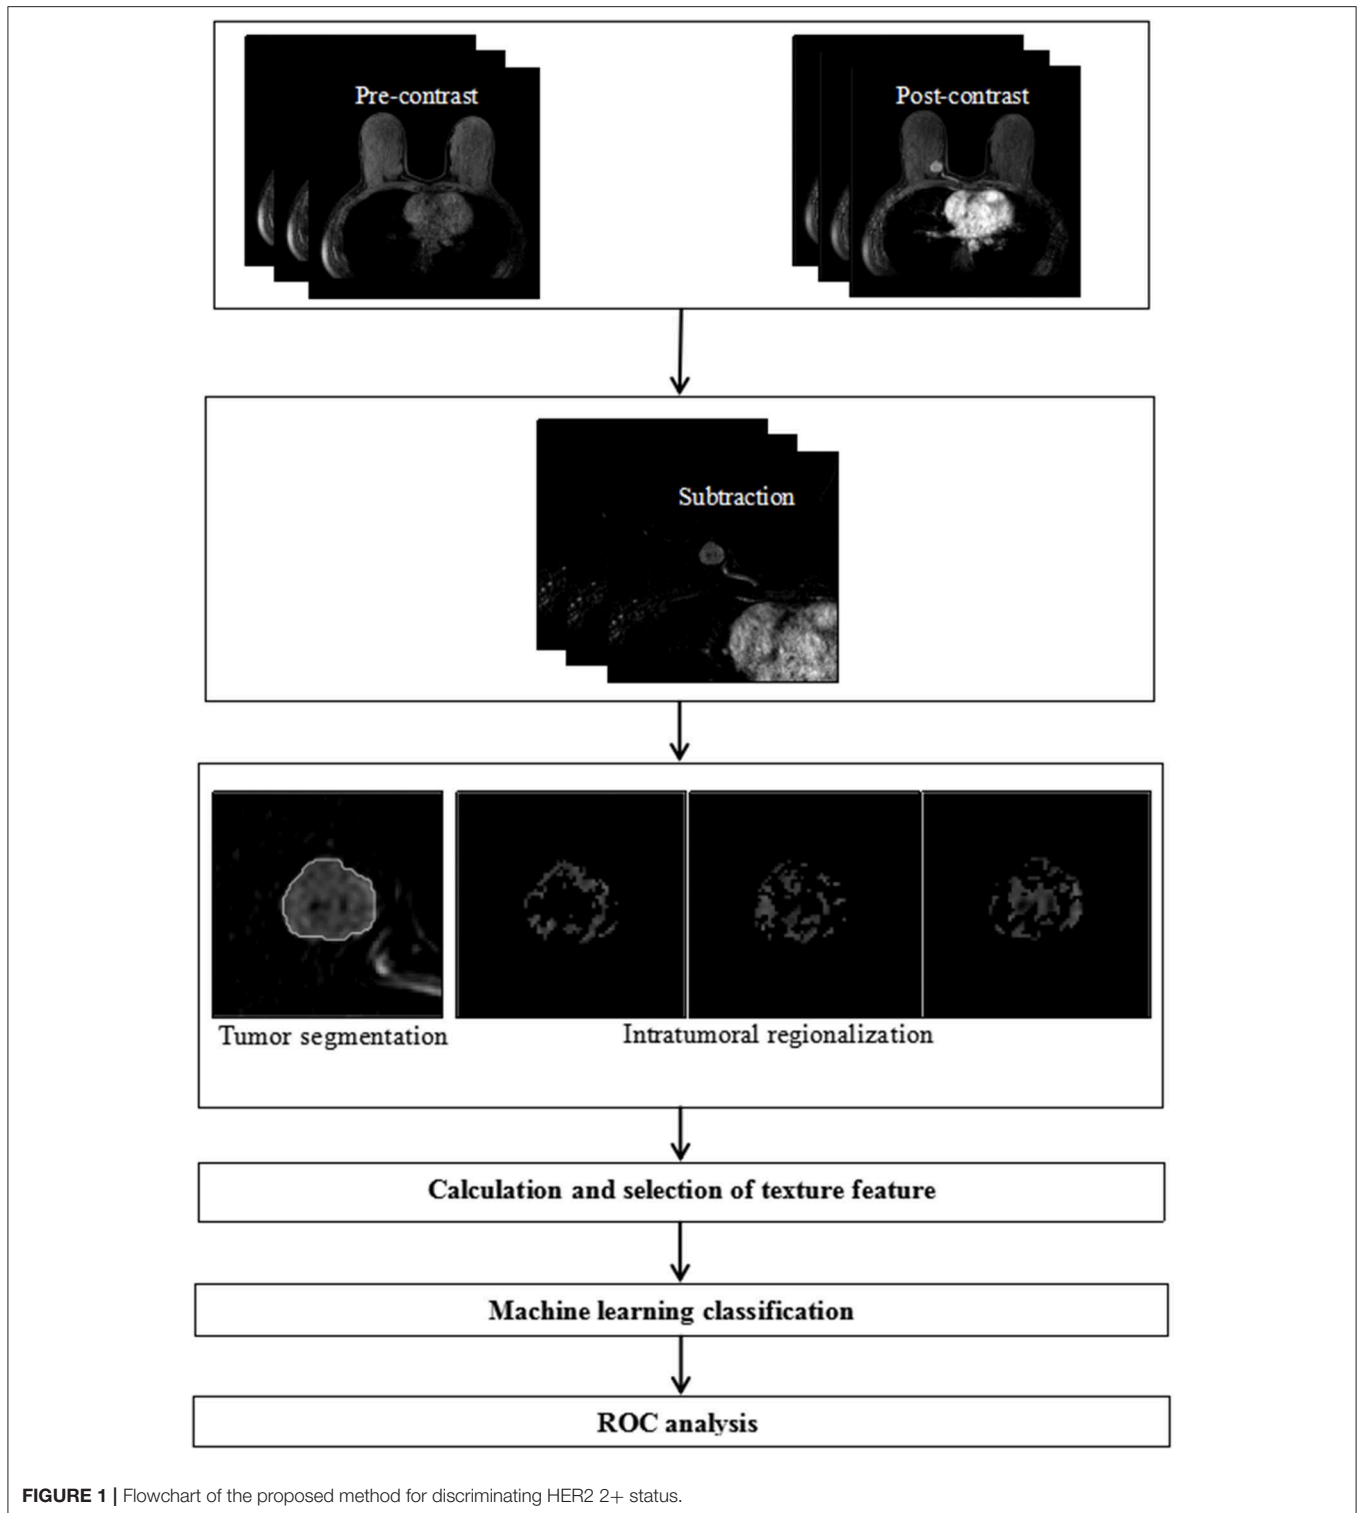 Pre-contrast
Post-contrast
Subtraction
Tumor segmentation
Intratumoral regionalization
Calculation and selection of texture feature
Machine learning classification
ROC analysis
FIGURE 1 | Flowchart of the proposed method for discriminating HER2 2+ status.